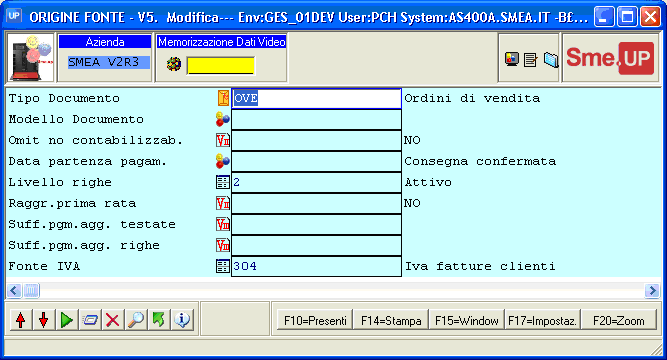 UP ORIGINE FONTE - V5. Modifica--- Env:GES_01DEV User:PCH System:AS400A.SMEA.IT -B£...
Azienda
SMEA V2R3
Memorizzazione Dati Video
Sme.UP
Tipo Documento OVE Ordini di vendita
Modello Documento
Omit no contabilizzab. NO
Data partenza pagam. Consegna confermata
Livello righe 2 Attivo
Raggr.prima rata NO
Suff.pgm.agg. testate
Suff.pgm.agg. righe
Fonte IVA 304 Iva fatture clienti
F10=Presenti F14=Stampa F15=Window F17=Impostaz. F20=Zoom